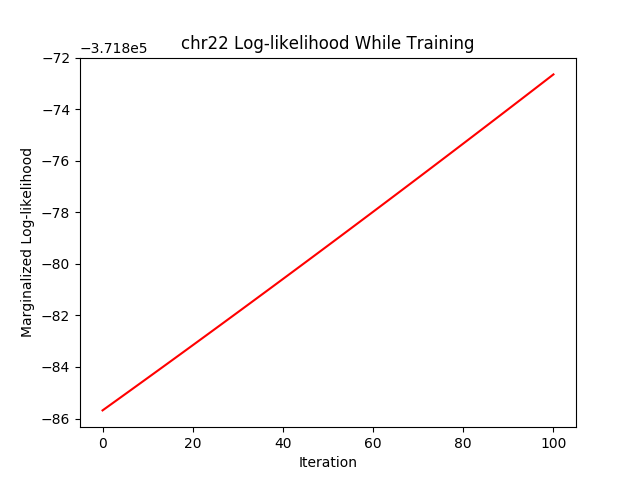 chr22 Log-likelihood While Training
−3.718e5
−72
−74
−76
−78
−80
−82
−84
−86
Marginalized Log-likelihood
0 20 40 60 80 100
Iteration